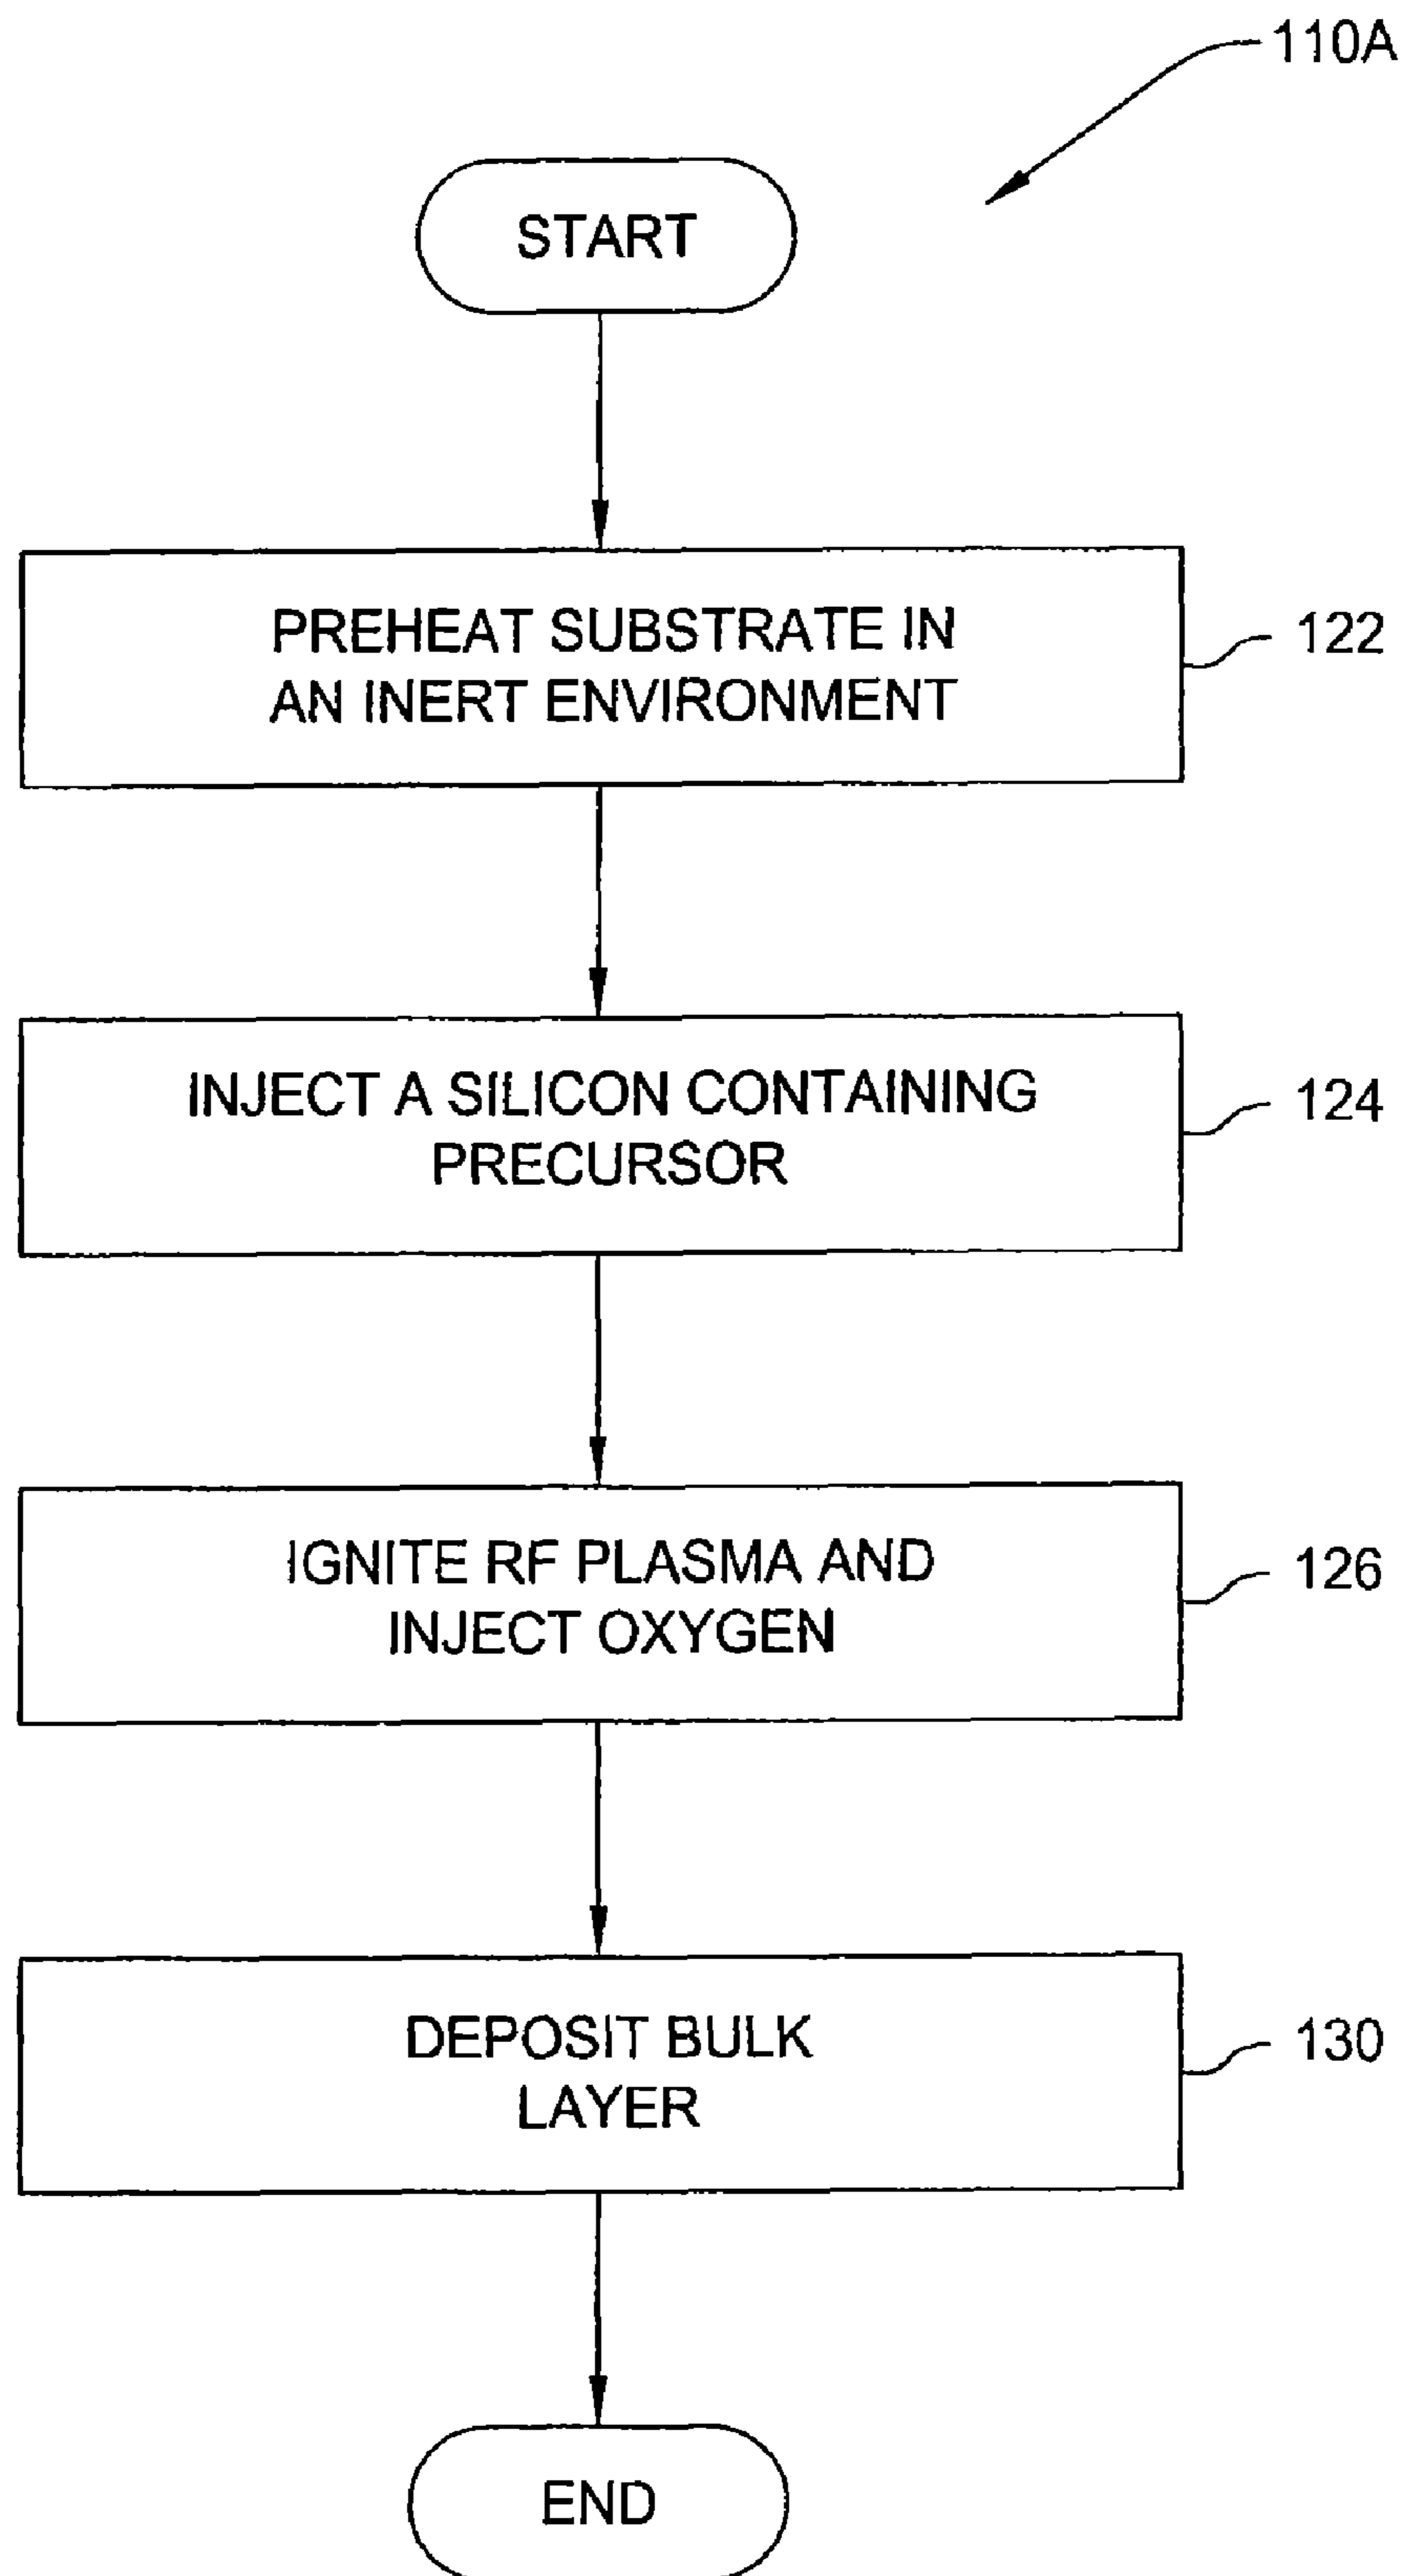 110A
START
PREHEAT SUBSTRATE IN
AN INERT ENVIRONMENT
122
INJECT A SILICON CONTAINING
PRECURSOR
124
IGNITE RF PLASMA AND
INJECT OXYGEN
126
DEPOSIT BULK
LAYER
130
END